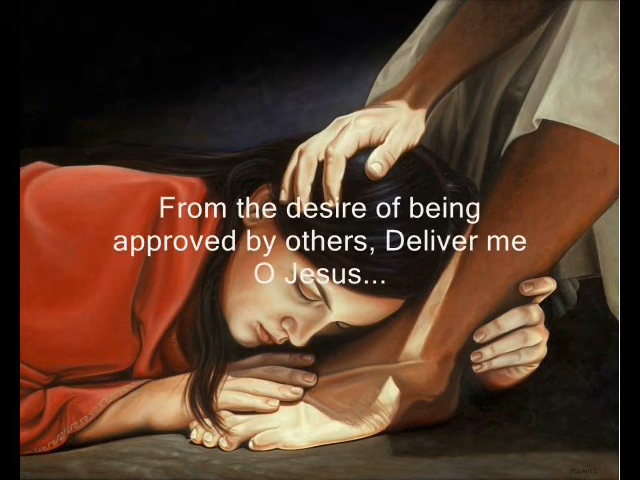 From the desire of being
approved by others, Deliver me
O Jesus...